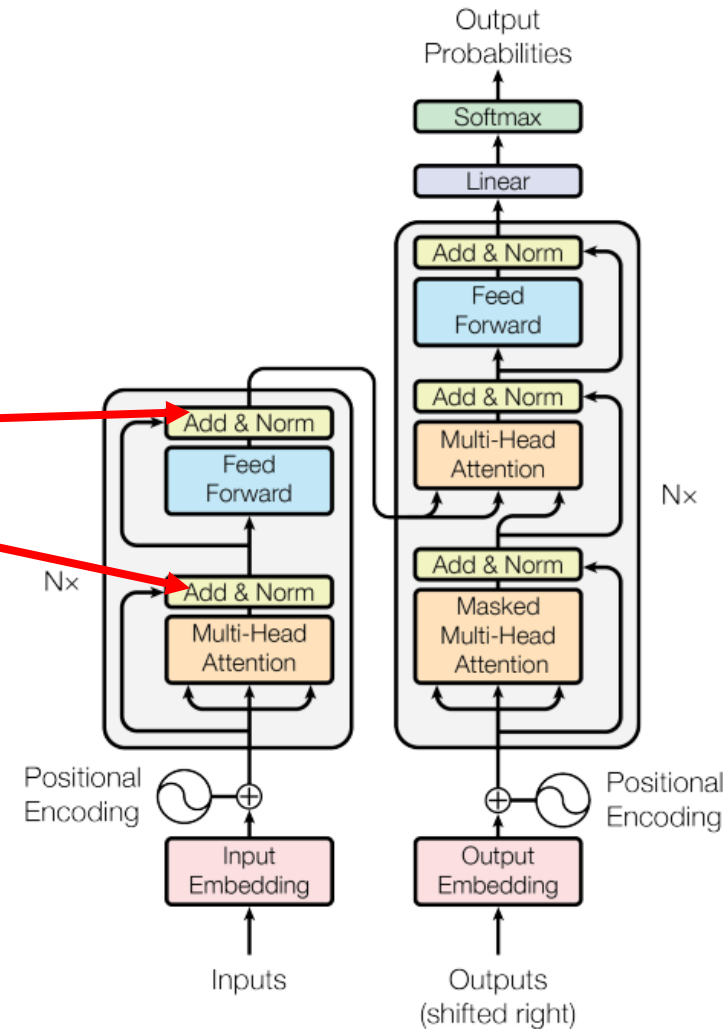 Output
Probabilities
Softmax
Linear
Add & Norm
Feed
Forward
Add & Norm
Multi-Head
Attention
Nx
Add & Norm
Masked
Multi-Head
Attention
Add & Norm
Feed
Forward
Nx
Add & Norm
Multi-Head
Attention
Positional
Encoding
Positional
Encoding
Input
Embedding
Output
Embedding
Inputs
Outputs
(shifted right)